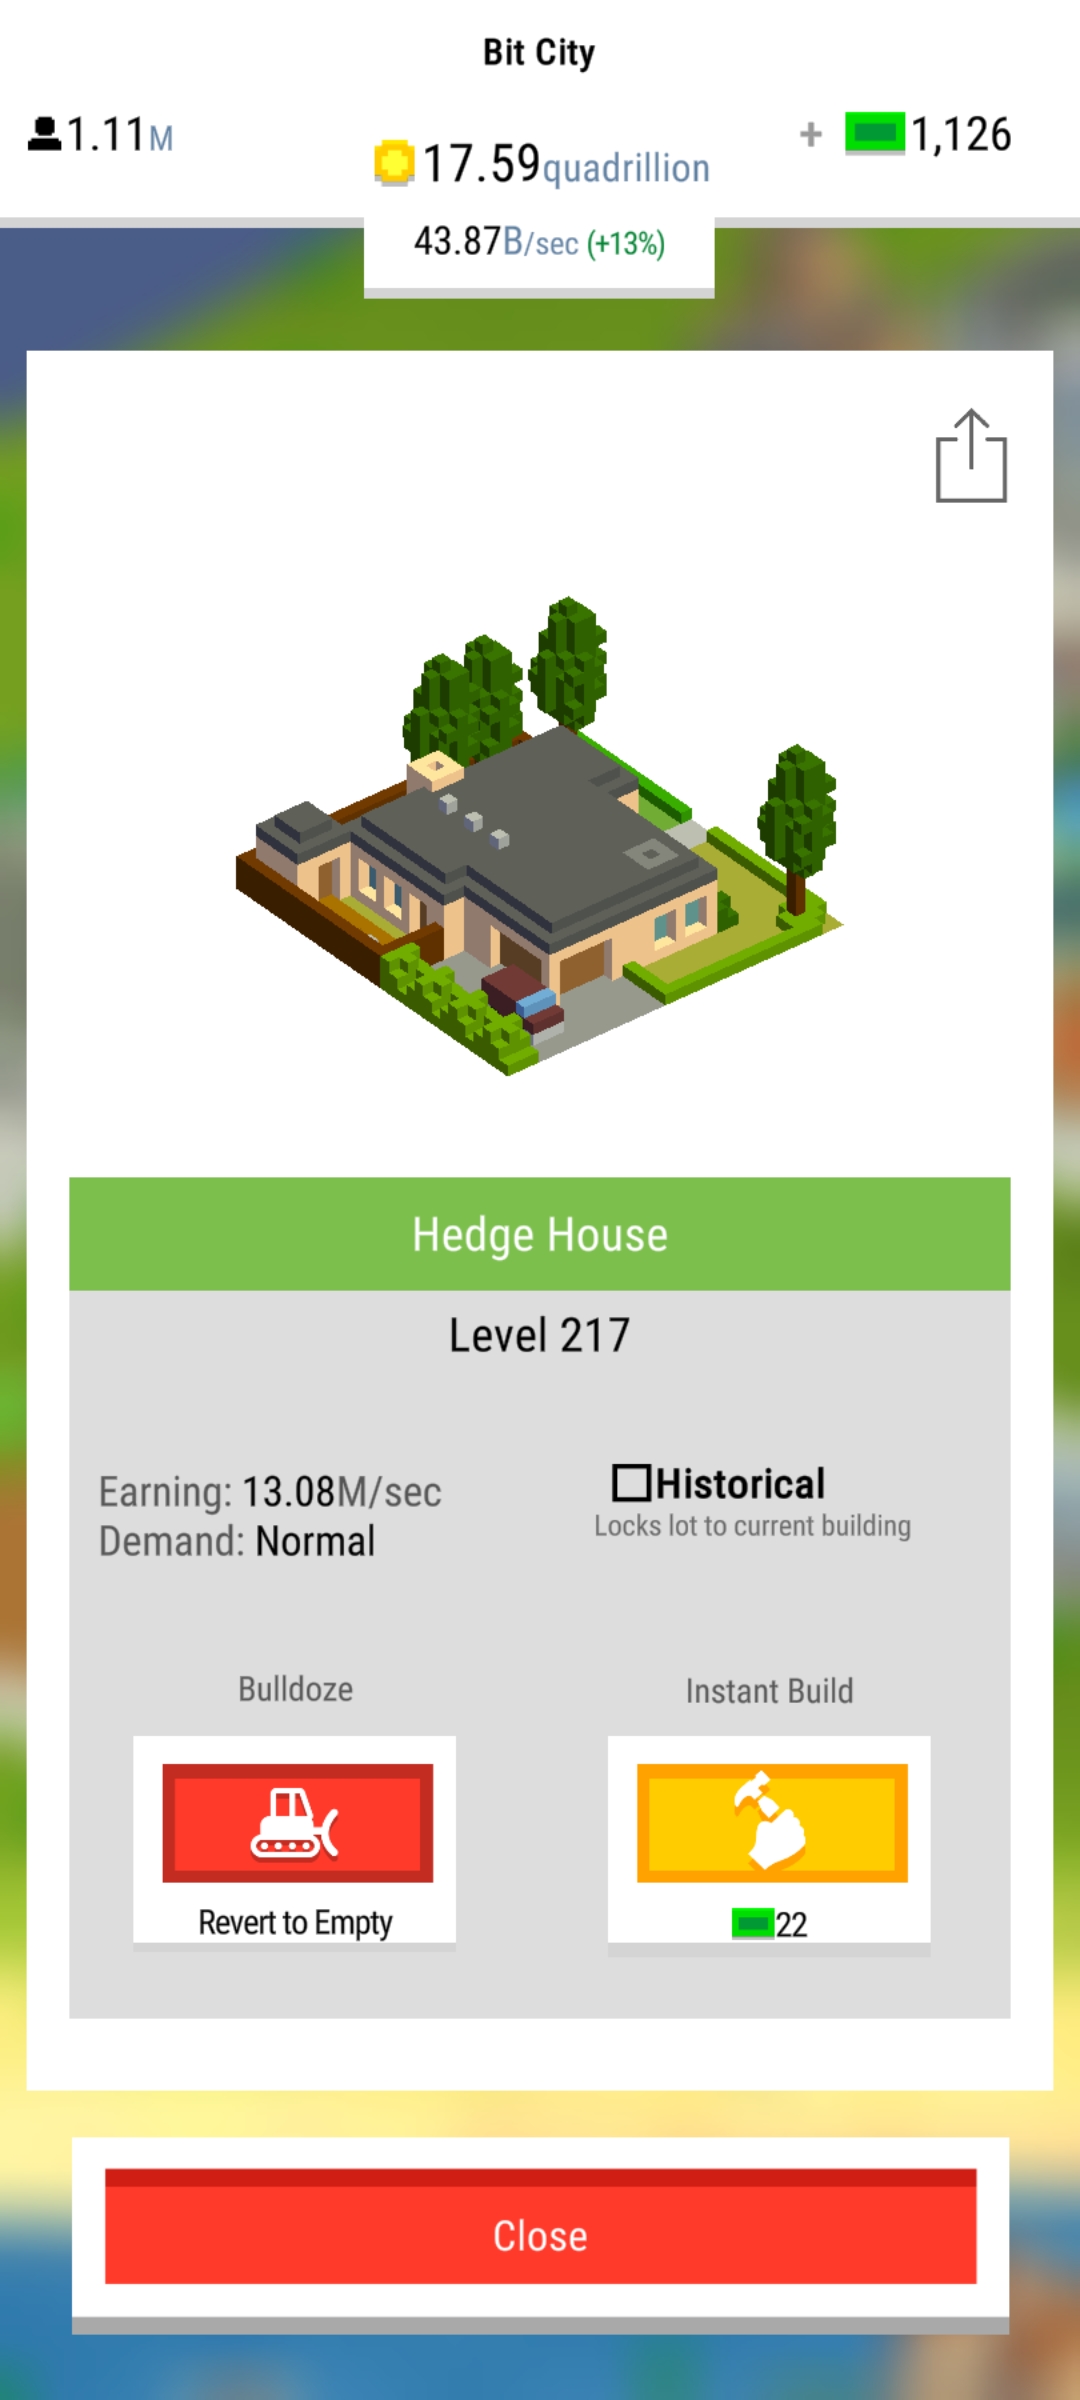 Bit City
1.11M
17.59quadrillion
+ 1,126
43.87B/sec (+13%)
Hedge House
Level 217
Earning: 13.08M/sec
Demand: Normal
Historical
Locks lot to current building
Bulldoze
Instant Build
Revert to Empty
22
Close